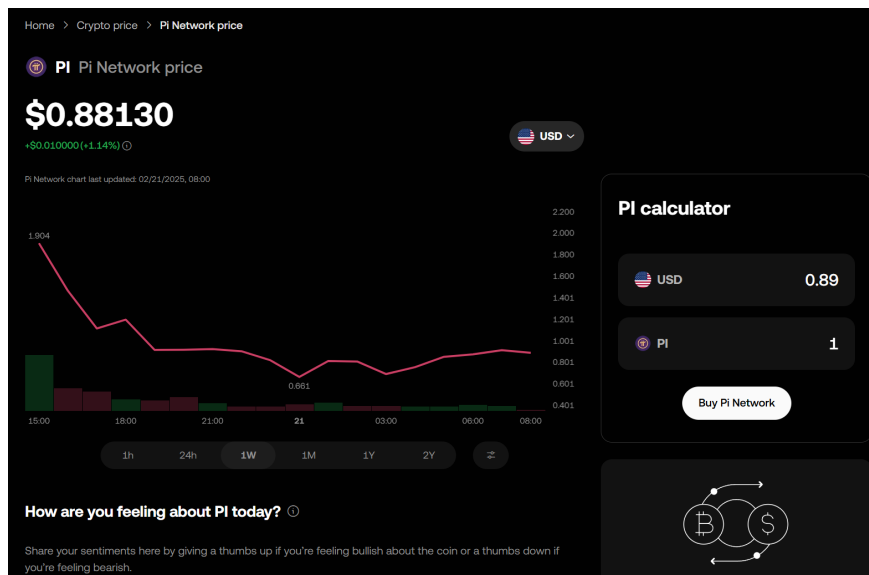 Home > Crypto price > Pi Network price
PI Pi Network price
$0.88130
+$0.010000 (+1.14%)
USD
Pi Network chart last updated: 02/21/2025, 08:00
2.200
2.000
1.800
1.600
1.401
1.201
1.001
0.801
0.601
0.401
1.904
0.661
15:00 18:00 21:00 21 03:00 06:00 08:00
1h 24h 1W 1M 1Y 2Y
How are you feeling about PI today?
Share your sentiments here by giving a thumbs up if you're feeling bullish about the coin or a thumbs down if
you're feeling bearish.
PI calculator
USD 0.89
PI 1
Buy Pi Network